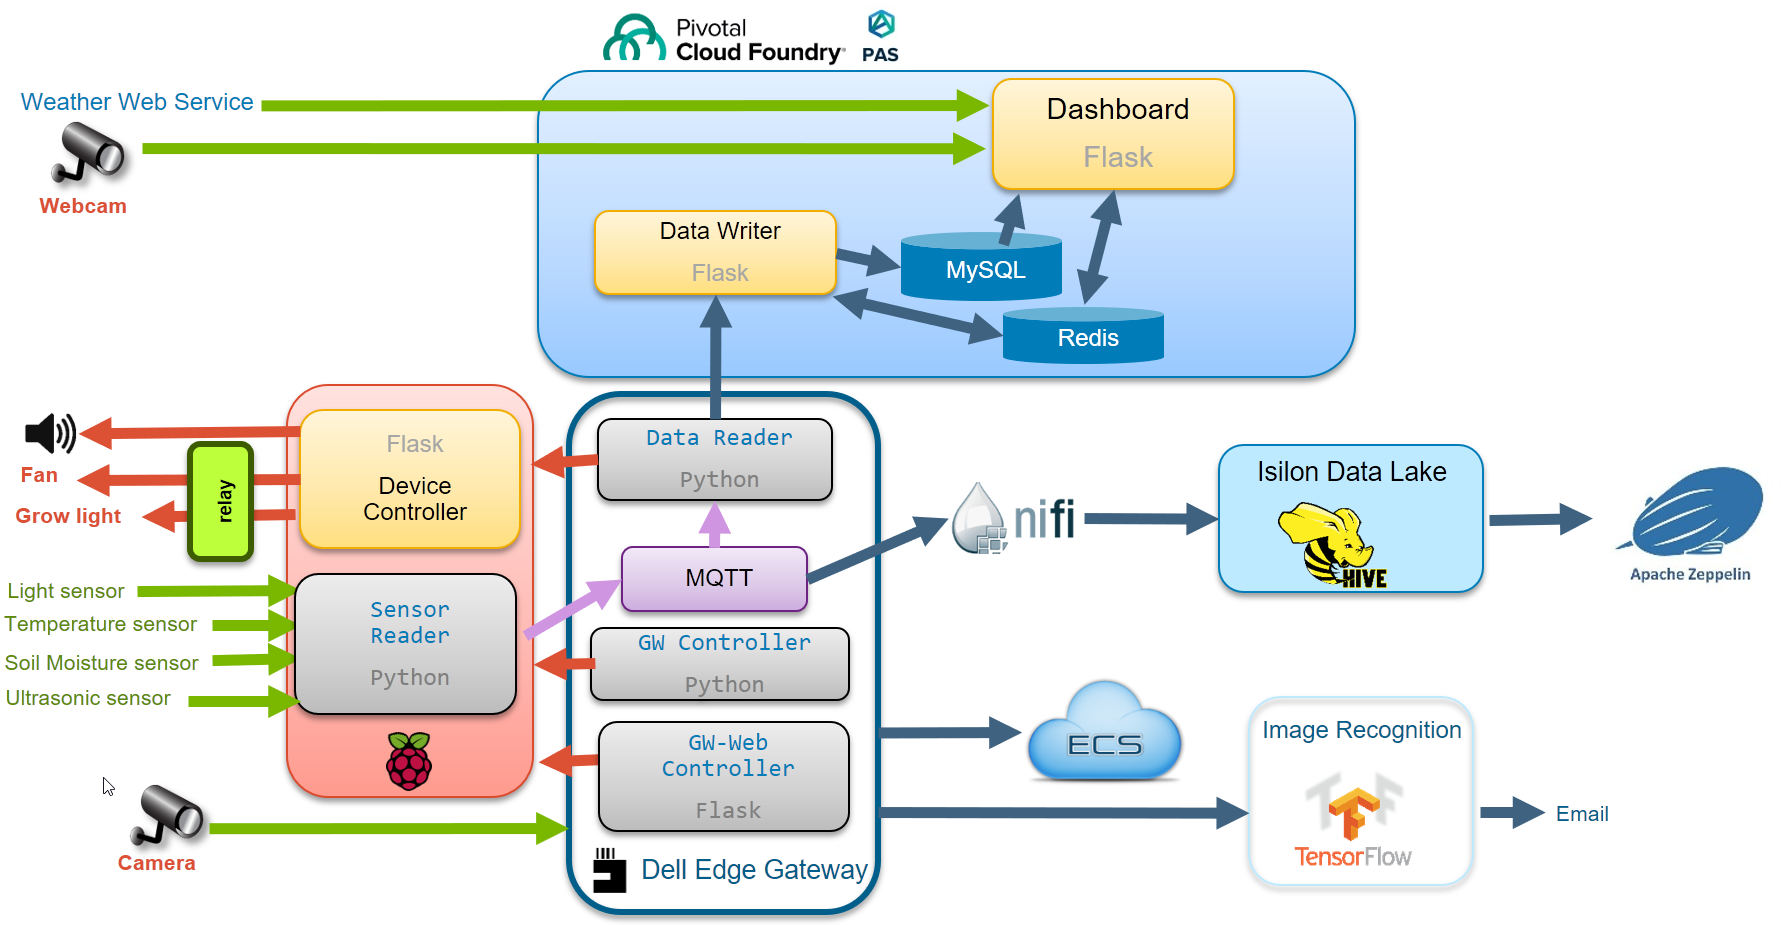 Pivotal
Cloud Foundry
PAS
Weather Web Service
Webcam
Dashboard
Flask
Data Writer
Flask
MySQL
Redis
Fan
Grow light
relay
Flask
Device
Controller
Data Reader
Python
MQTT
nifi
Isilon Data Lake
HIVE
Apache Zeppelin
Light sensor
Temperature sensor
Soil Moisture sensor
Ultrasonic sensor
Sensor
Reader
Python
GW Controller
Python
GW-Web
Controller
Flask
ECS
Image Recognition
TensorFlow
Email
Camera
Dell Edge Gateway